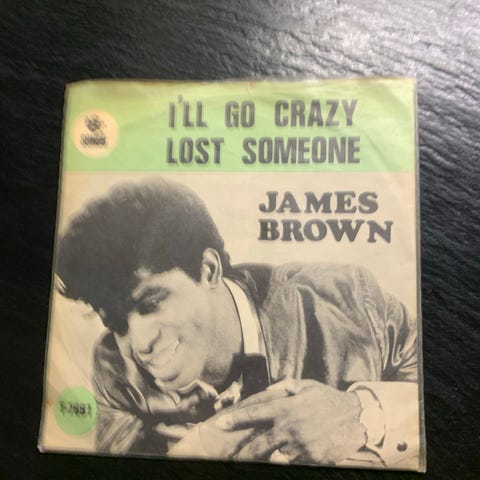 I'LL GO CRAZY
LOST SOMEONE
JAMES
BROWN